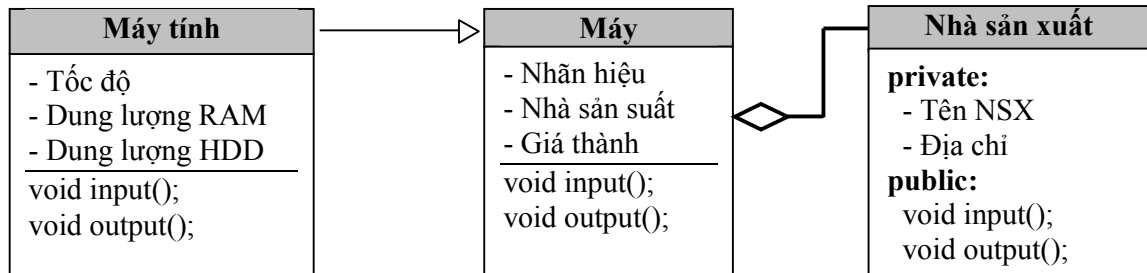 Máy tính
- Tốc độ
- Dung lượng RAM
- Dung lượng HDD
void input();
void output();
Máy
- Nhãn hiệu
- Nhà sản suất
- Giá thành
void input();
void output();
Nhà sản xuất
private:
- Tên NSX
- Địa chỉ
public:
void input();
void output();